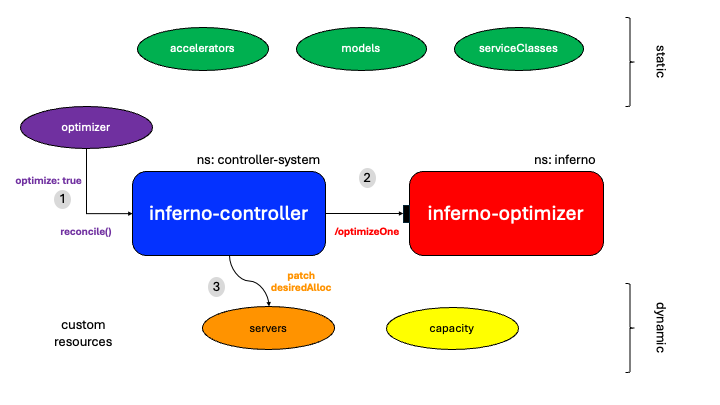 accelerators
models
serviceClasses
static
optimizer
ns: controller-system
ns: inferno
optimize: true
1
2
inferno-controller
inferno-optimizer
reconcile()
/optimizeOne
3
patch
desiredAlloc
servers
capacity
custom
resources
dynamic